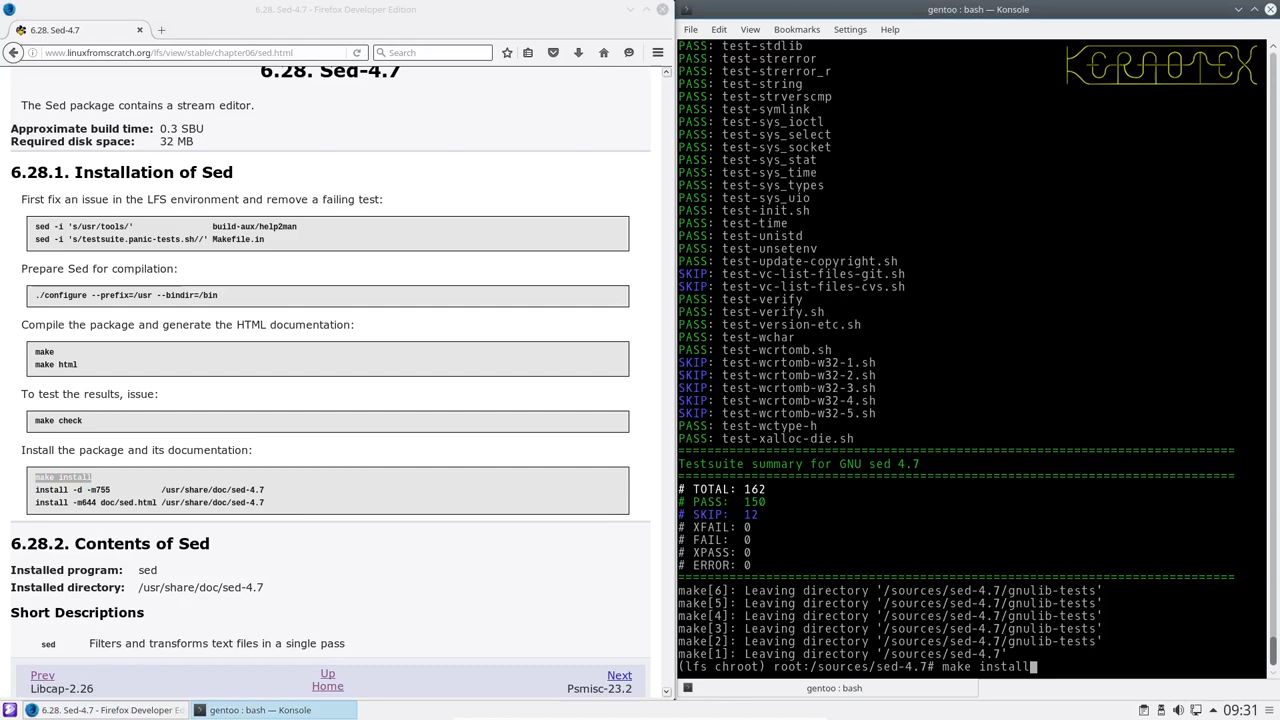 6.28. Sed-4.7 - Firefox Developer Edition
6.28. Sed-4.7
www.linuxfromscratch.org/lfs/view/stable/chapter06/sed.html
Search
6.28. Sed-4.7
The Sed package contains a stream editor.
Approximate build time: 0.3 SBU
Required disk space: 32 MB
6.28.1. Installation of Sed
First fix an issue in the LFS environment and remove a failing test:
sed -i 's/usr/tools/' build-aux/help2man
sed -i 's/testsuite.panic-tests.sh//' Makefile.in
Prepare Sed for compilation:
./configure --prefix=/usr --bindir=/bin
Compile the package and generate the HTML documentation:
make
make html
To test the results, issue:
make check
Install the package and its documentation:
make install
install -d -m755 /usr/share/doc/sed-4.7
install -m644 doc/sed.html /usr/share/doc/sed-4.7
6.28.2. Contents of Sed
Installed program: sed
Installed directory: /usr/share/doc/sed-4.7
Short Descriptions
sed Filters and transforms text files in a single pass
Prev Up Next
Libcap-2.26 Home Psmisc-23.2
gentoo : bash — Konsole
File Edit View Bookmarks Settings Help
KERAOTEX
PASS: test-stdlib
PASS: test-strerror
PASS: test-strerror_r
PASS: test-string
PASS: test-strverscmp
PASS: test-symlink
PASS: test-sys_ioctl
PASS: test-sys_select
PASS: test-sys_socket
PASS: test-sys_stat
PASS: test-sys_time
PASS: test-sys_types
PASS: test-sys_uio
PASS: test-init.sh
PASS: test-time
PASS: test-unistd
PASS: test-unsetenv
PASS: test-update-copyright.sh
SKIP: test-vc-list-files-git.sh
SKIP: test-vc-list-files-cvs.sh
PASS: test-verify
PASS: test-verify.sh
PASS: test-version-etc.sh
PASS: test-wchar
PASS: test-wcrtomb.sh
SKIP: test-wcrtomb-w32-1.sh
SKIP: test-wcrtomb-w32-2.sh
SKIP: test-wcrtomb-w32-3.sh
SKIP: test-wcrtomb-w32-4.sh
SKIP: test-wcrtomb-w32-5.sh
PASS: test-wctype-h
PASS: test-xalloc-die.sh
============================================================================
Testsuite summary for GNU sed 4.7
============================================================================
# TOTAL: 162
# PASS: 150
# SKIP: 12
# XFAIL: 0
# FAIL: 0
# XPASS: 0
# ERROR: 0
============================================================================
make[6]: Leaving directory '/sources/sed-4.7/gnulib-tests'
make[5]: Leaving directory '/sources/sed-4.7/gnulib-tests'
make[4]: Leaving directory '/sources/sed-4.7/gnulib-tests'
make[3]: Leaving directory '/sources/sed-4.7/gnulib-tests'
make[2]: Leaving directory '/sources/sed-4.7/gnulib-tests'
make[1]: Leaving directory '/sources/sed-4.7'
(lfs chroot) root:/sources/sed-4.7# make install
gentoo : bash
6.28. Sed-4.7 - Firefox Developer Ed
gentoo : bash — Konsole
09:31